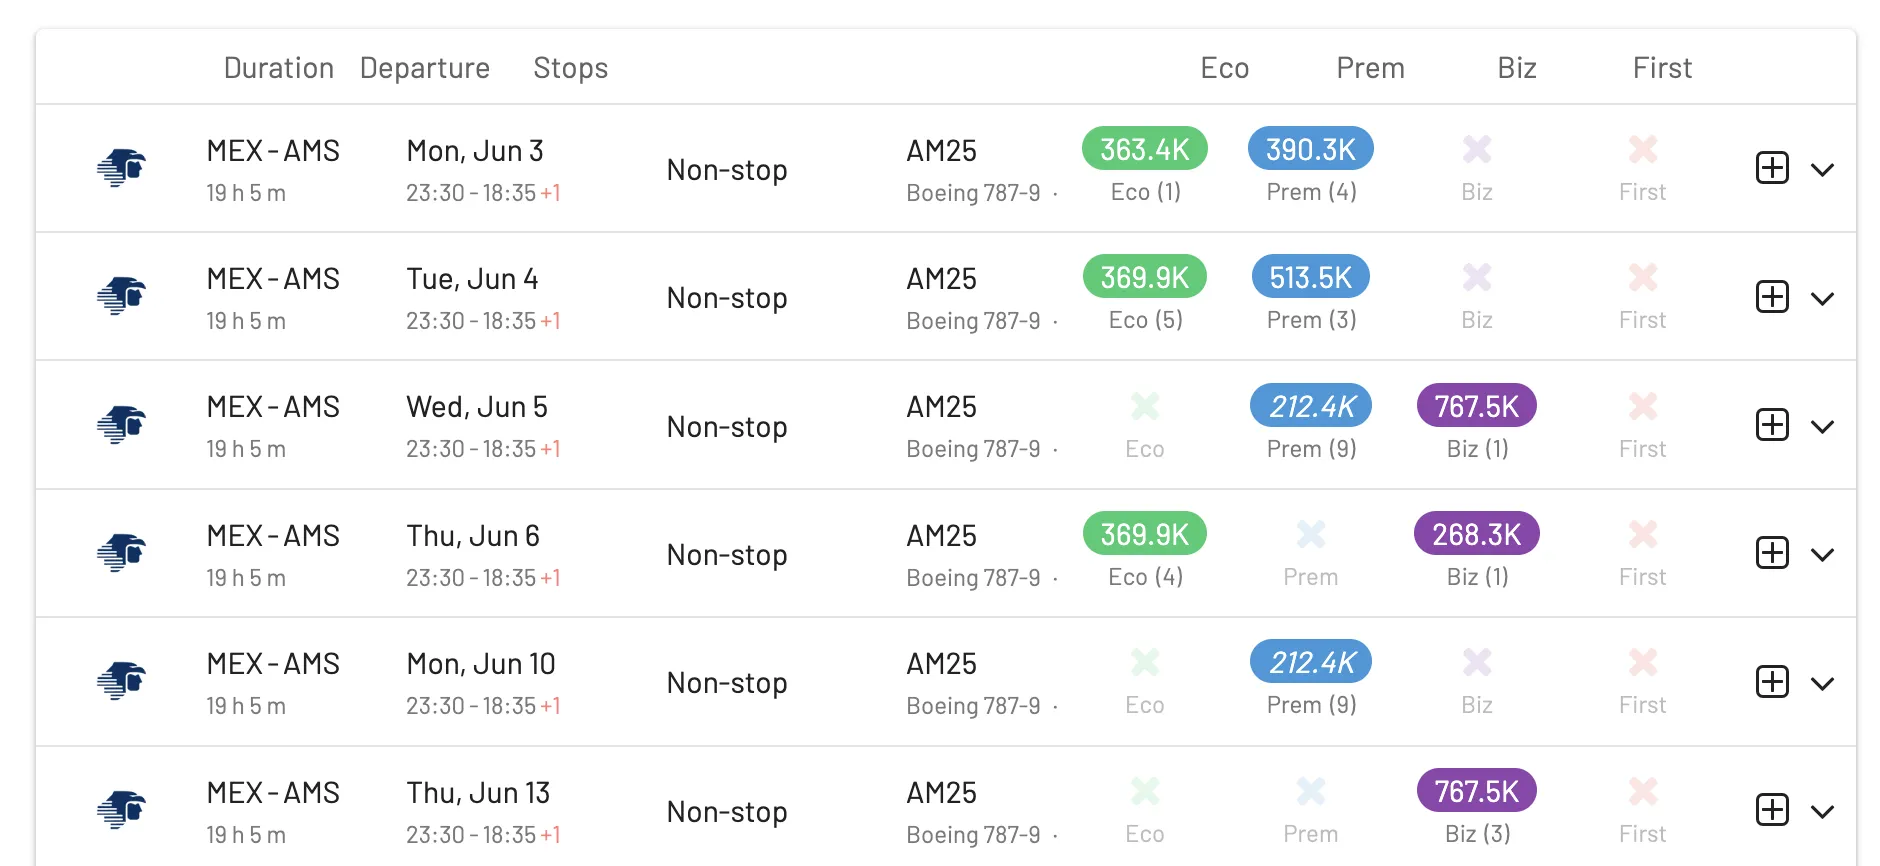 Duration Departure Stops Eco Prem Biz First
MEX - AMS Mon, Jun 3 Non-stop AM25 363.4K 390.3K
19 h 5 m 23:30 - 18:35 +1 Boeing 787-9 · Eco (1) Prem (4) Biz First
MEX - AMS Tue, Jun 4 Non-stop AM25 369.9K 513.5K
19 h 5 m 23:30 - 18:35 +1 Boeing 787-9 · Eco (5) Prem (3) Biz First
MEX - AMS Wed, Jun 5 Non-stop AM25 212.4K 767.5K
19 h 5 m 23:30 - 18:35 +1 Boeing 787-9 · Eco Prem (9) Biz (1) First
MEX - AMS Thu, Jun 6 Non-stop AM25 369.9K 268.3K
19 h 5 m 23:30 - 18:35 +1 Boeing 787-9 · Eco (4) Prem Biz (1) First
MEX - AMS Mon, Jun 10 Non-stop AM25 212.4K
19 h 5 m 23:30 - 18:35 +1 Boeing 787-9 · Eco Prem (9) Biz First
MEX - AMS Thu, Jun 13 Non-stop AM25 767.5K
19 h 5 m 23:30 - 18:35 +1 Boeing 787-9 · Eco Prem Biz (3) First